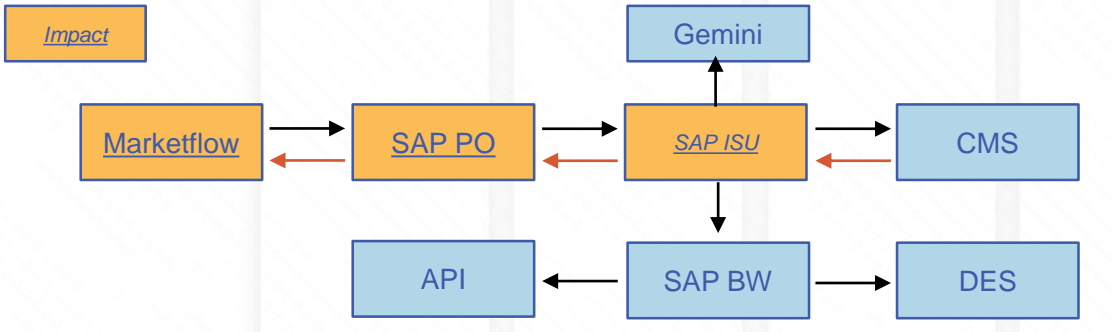 Impact
Gemini
Marketflow
SAP PO
SAP ISU
CMS
API
SAP BW
DES